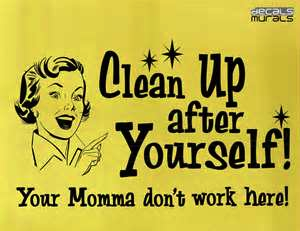 decals
murals
Clean Up
after
Yourself!
Your Momma don't work here!